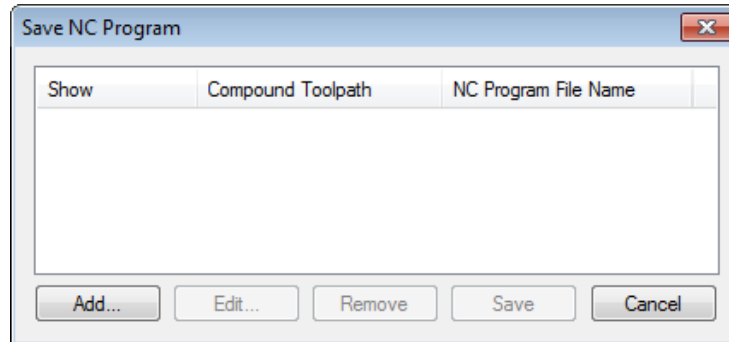 Save NC Program
Show Compound Toolpath NC Program File Name
Add... Edit... Remove Save Cancel